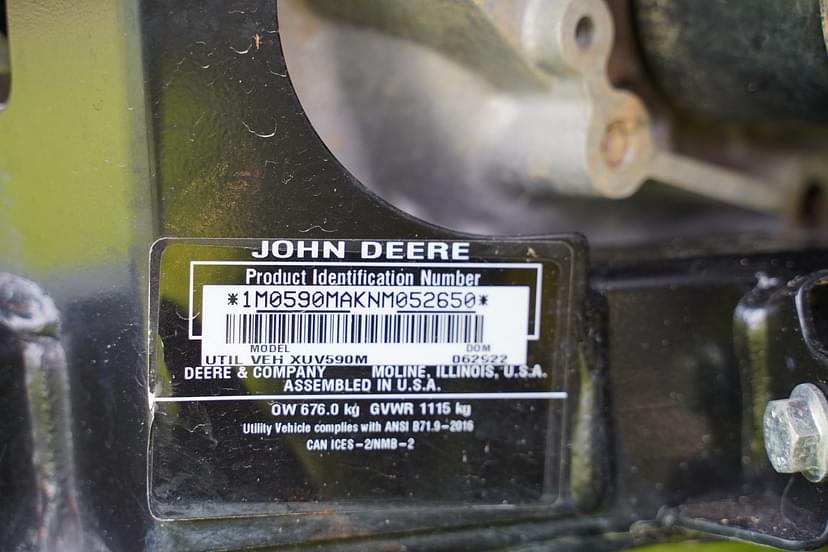 JOHN DEERE
Product Identification Number
*1M0590MAKNM052650*
MODEL DOM
UTIL VEH XUV590M 062922
DEERE & COMPANY MOLINE, ILLINOIS, U.S.A.
ASSEMBLED IN U.S.A.
OW 676.0 kg GVWR 1115 kg
Utility Vehicle complies with ANSI B71.9-2016
CAN ICES-2/NMB-2